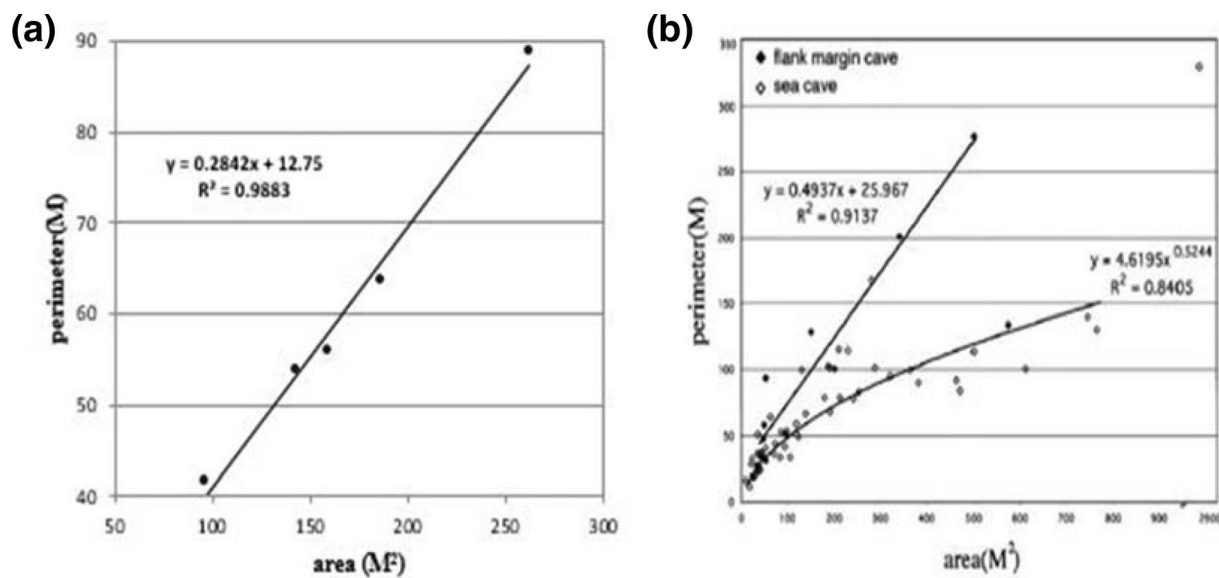 (a)
90
80
70
60
50
40
50
100
150
200
250
300
perimeter(M)
area (M²)
y = 0.2842x + 12.75
R² = 0.9883
(b)
350
300
250
200
150
100
50
0
0
100
200
300
400
500
600
700
800
900
2900
perimeter(M)
area(M²)
flank margin cave
sea cave
y = 0.4937x + 25.967
R² = 0.9137
y = 4.6195x^0.5244
R² = 0.8405